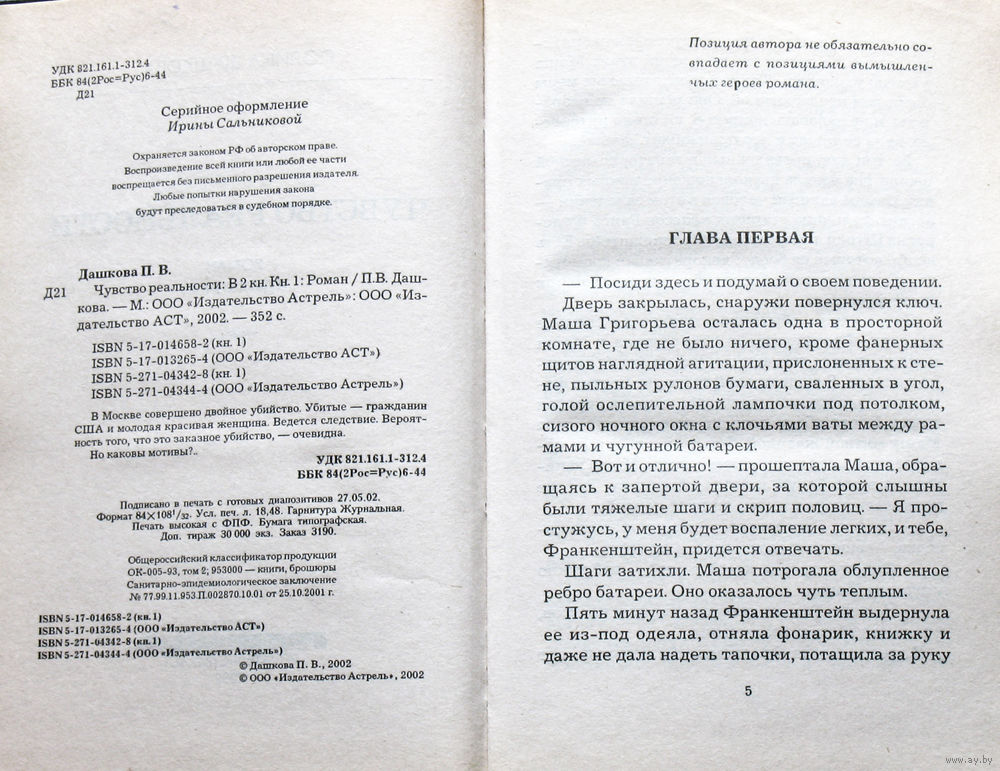 УДК 821.161.1-312.4
ББК 84(2Рос=Рус)6-44
Д21
Серийное оформление
Ирины Сальниковой
Охраняется законом РФ об авторском праве.
Воспроизведение всей книги или любой ее части
воспрещается без письменного разрешения издателя.
Любые попытки нарушения закона
будут преследоваться в судебном порядке.
Дашкова П. В.
Д21 Чувство реальности: В 2 кн. Кн. 1: Роман / П.В. Даш-
кова. — М.: ООО «Издательство Астрель»: ООО «Из-
дательство АСТ», 2002. — 352 с.
ISBN 5-17-014658-2 (кн. 1)
ISBN 5-17-013265-4 (ООО «Издательство АСТ»)
ISBN 5-271-04342-8 (кн. 1)
ISBN 5-271-04344-4 (ООО «Издательство Астрель»)
В Москве совершено двойное убийство. Убитые — гражданин
США и молодая красивая женщина. Ведется следствие. Вероят-
ность того, что это заказное убийство, — очевидна.
Но каковы мотивы?..
УДК 821.161.1-312.4
ББК 84(2Рос=Рус)6-44
Подписано в печать с готовых диапозитивов 27.05.02.
Формат 84×108 1/32. Усл. печ. л. 18,48. Гарнитура Журнальная.
Печать высокая с ФПФ. Бумага типографская.
Доп. тираж 30 000 экз. Заказ 3190.
Общероссийский классификатор продукции
ОК-005-93, том 2; 953000 — книги, брошюры
Санитарно-эпидемиологическое заключение
№ 77.99.11.953.П.002870.10.01 от 25.10.2001 г.
ISBN 5-17-014658-2 (кн. 1)
ISBN 5-17-013265-4 (ООО «Издательство АСТ»)
ISBN 5-271-04342-8 (кн. 1)
ISBN 5-271-04344-4 (ООО «Издательство Астрель»)
© Дашкова П. В., 2002
© ООО «Издательство Астрель», 2002
Позиция автора не обязательно со-
впадает с позициями вымышлен-
ных героев романа.
ГЛАВА ПЕРВАЯ
— Посиди здесь и подумай о своем поведении.
Дверь закрылась, снаружи повернулся ключ.
Маша Григорьева осталась одна в просторной
комнате, где не было ничего, кроме фанерных
щитов наглядной агитации, прислоненных к сте-
не, пыльных рулонов бумаги, сваленных в угол,
голой ослепительной лампочки под потолком,
сизого ночного окна с клочьями ваты между ра-
мами и чугунной батареи.
— Вот и отлично! — прошептала Маша, обра-
щаясь к запертой двери, за которой слышны
были тяжелые шаги и скрип половиц. — Я про-
стужусь, у меня будет воспаление легких, и тебе,
Франкенштейн, придется отвечать.
Шаги затихли. Маша потрогала облупленное
ребро батареи. Оно оказалось чуть теплым.
Пять минут назад Франкенштейн выдернула
ее из-под одеяла, отняла фонарик, книжку и
даже не дала надеть тапочки, потащила за руку
5
© www.ay.by